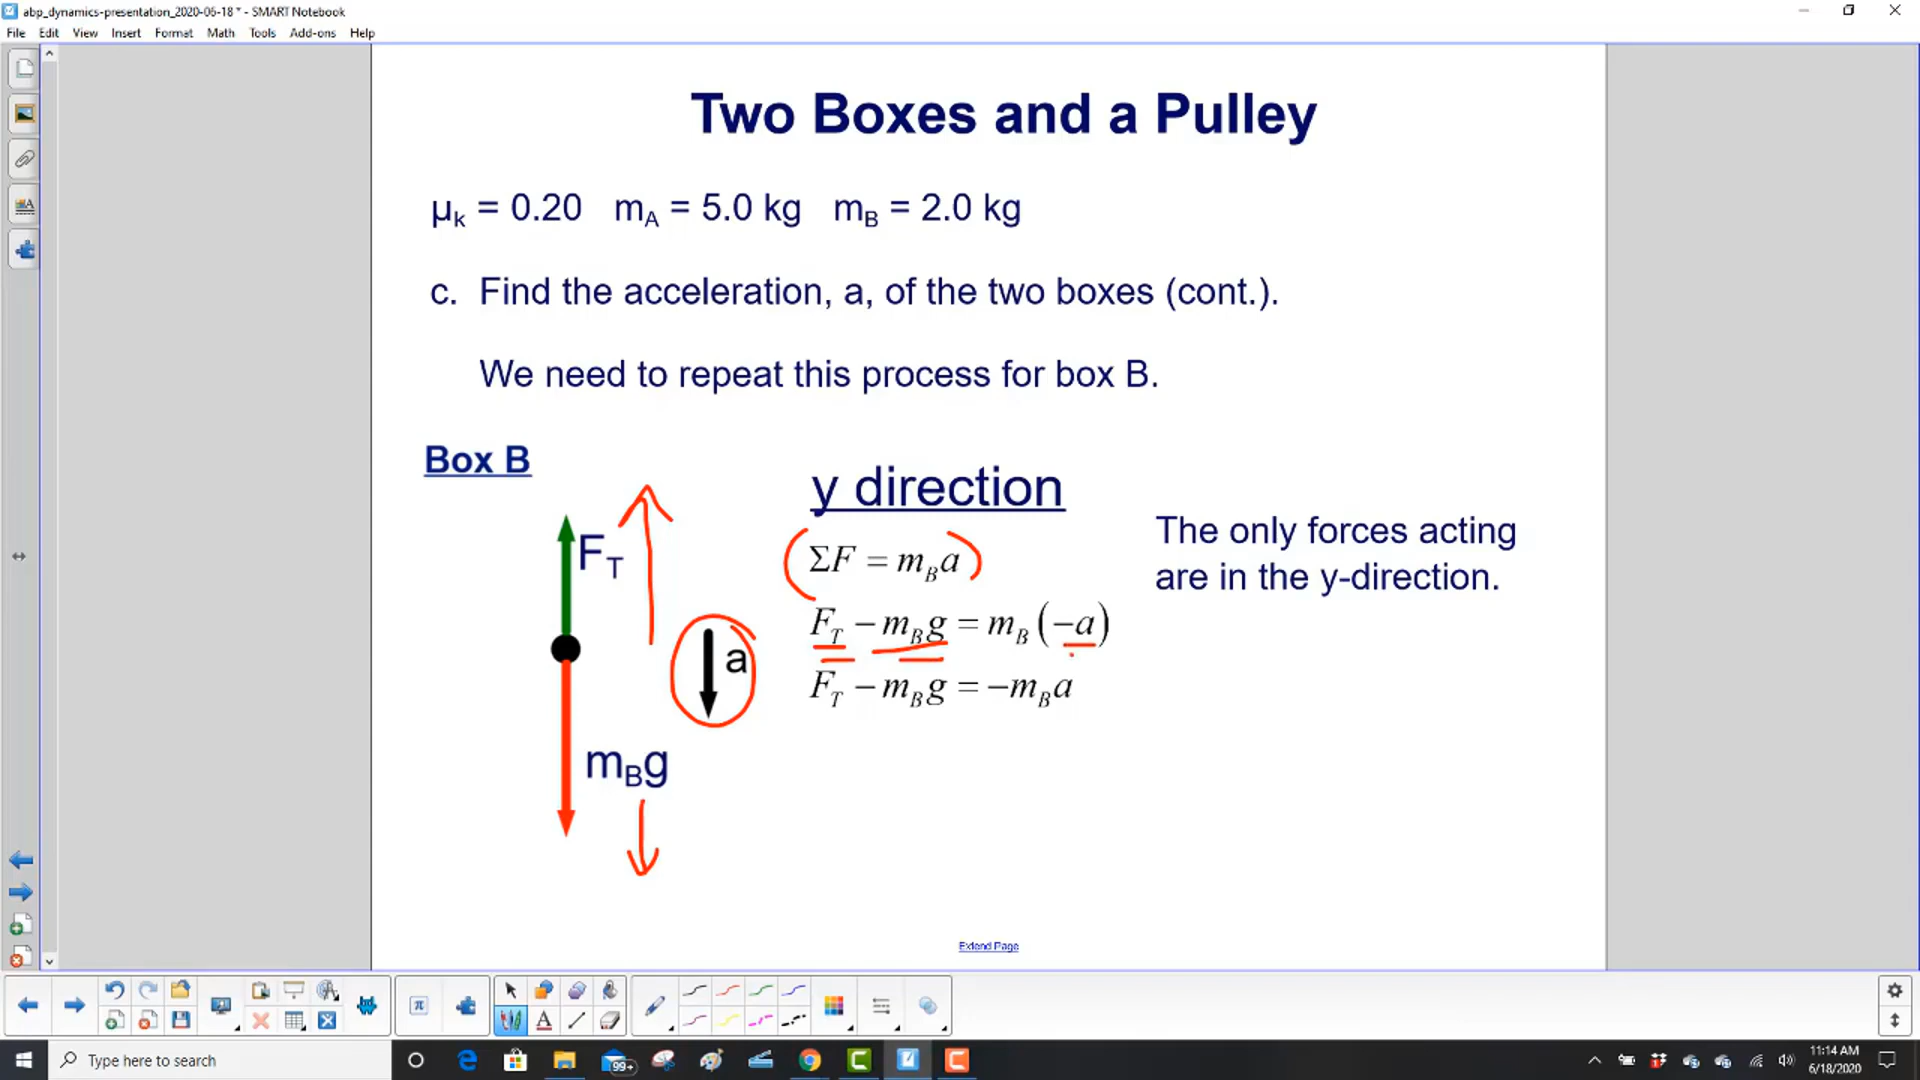 abp_dynamics-presentation_2020-06-18 * - SMART Notebook
File Edit View Insert Format Math Tools Add-ons Help
Two Boxes and a Pulley
μk = 0.20 mA = 5.0 kg mB = 2.0 kg
c. Find the acceleration, a, of the two boxes (cont.).
We need to repeat this process for box B.
Box B
y direction
FT
a
mBg
ΣF = mBa
FT − mBg = mB(−a)
FT − mBg = −mBa
The only forces acting
are in the y-direction.
Extend Page
Type here to search
99+
11:14 AM
6/18/2020